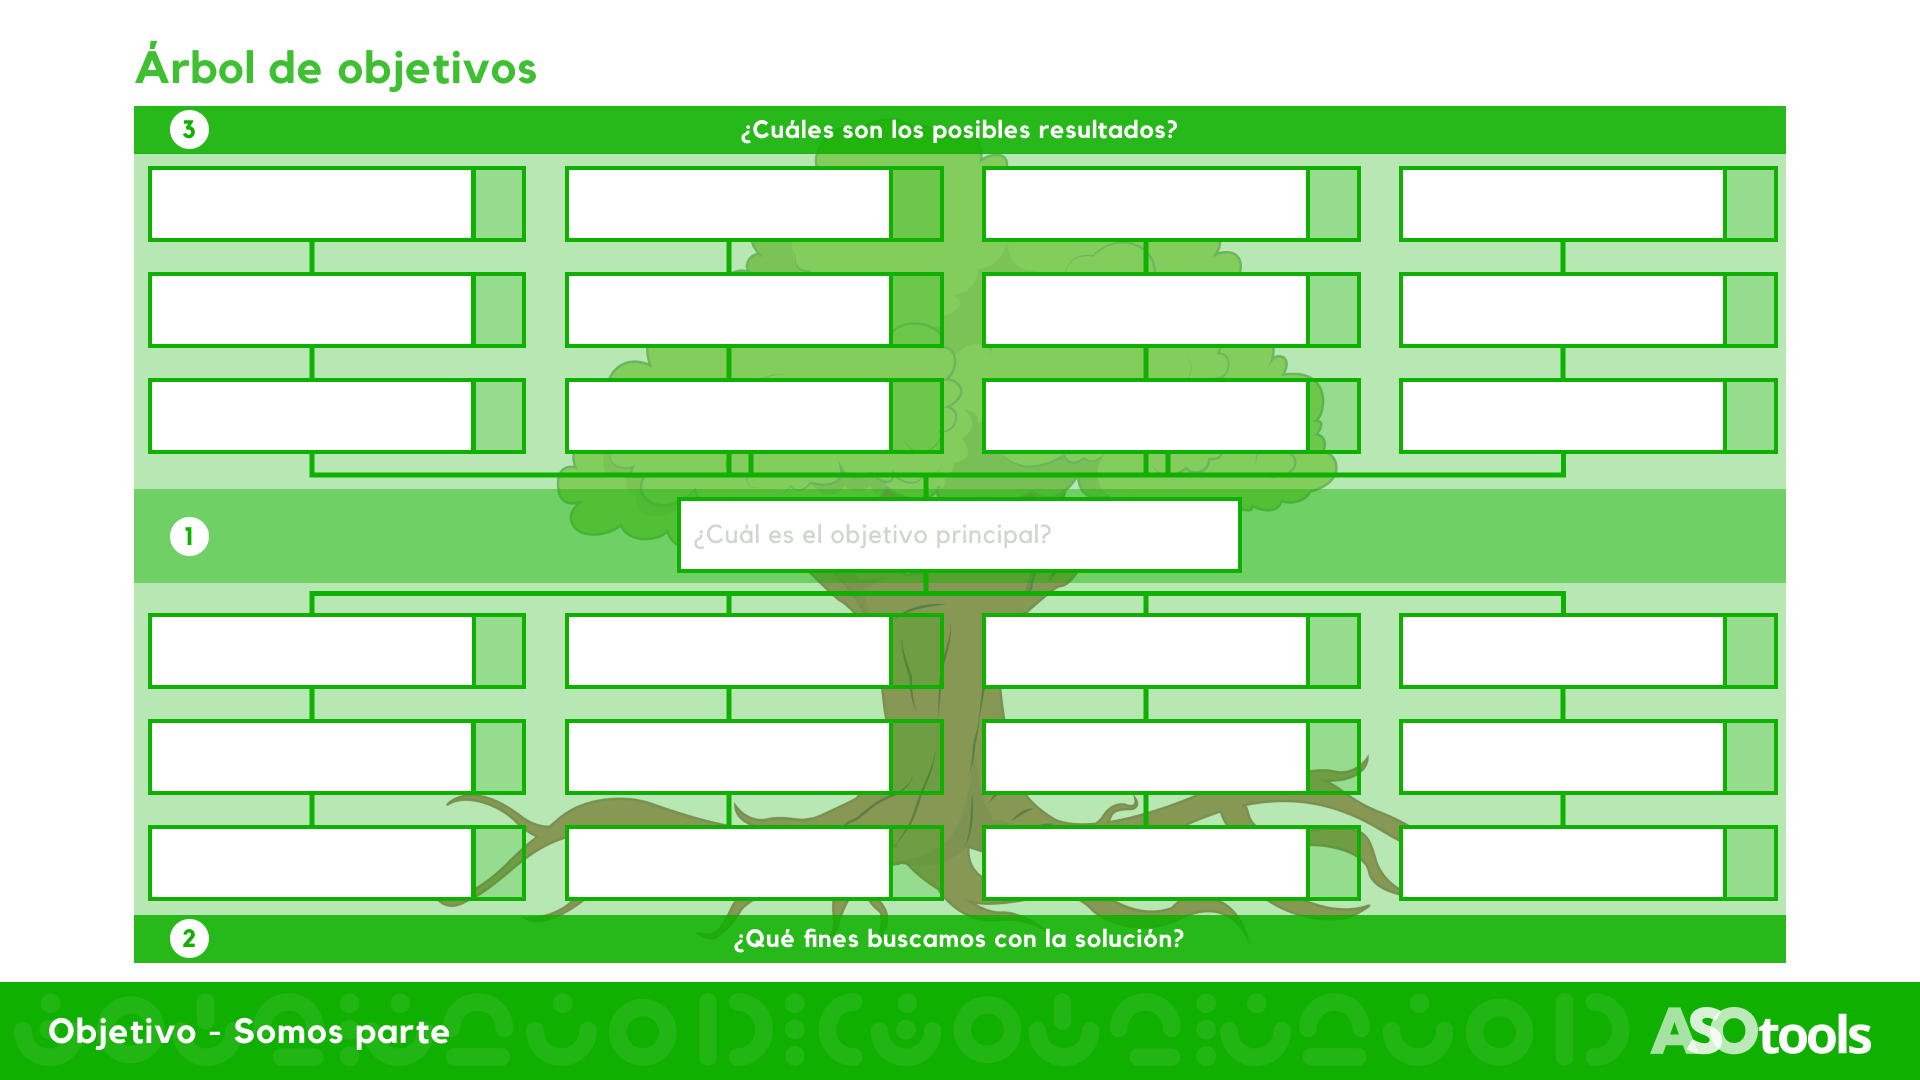 Árbol de objetivos
3
¿Cuáles son los posibles resultados?
1
¿Cuál es el objetivo principal?
2
¿Qué fines buscamos con la solución?
Objetivo - Somos parte
ASOtools